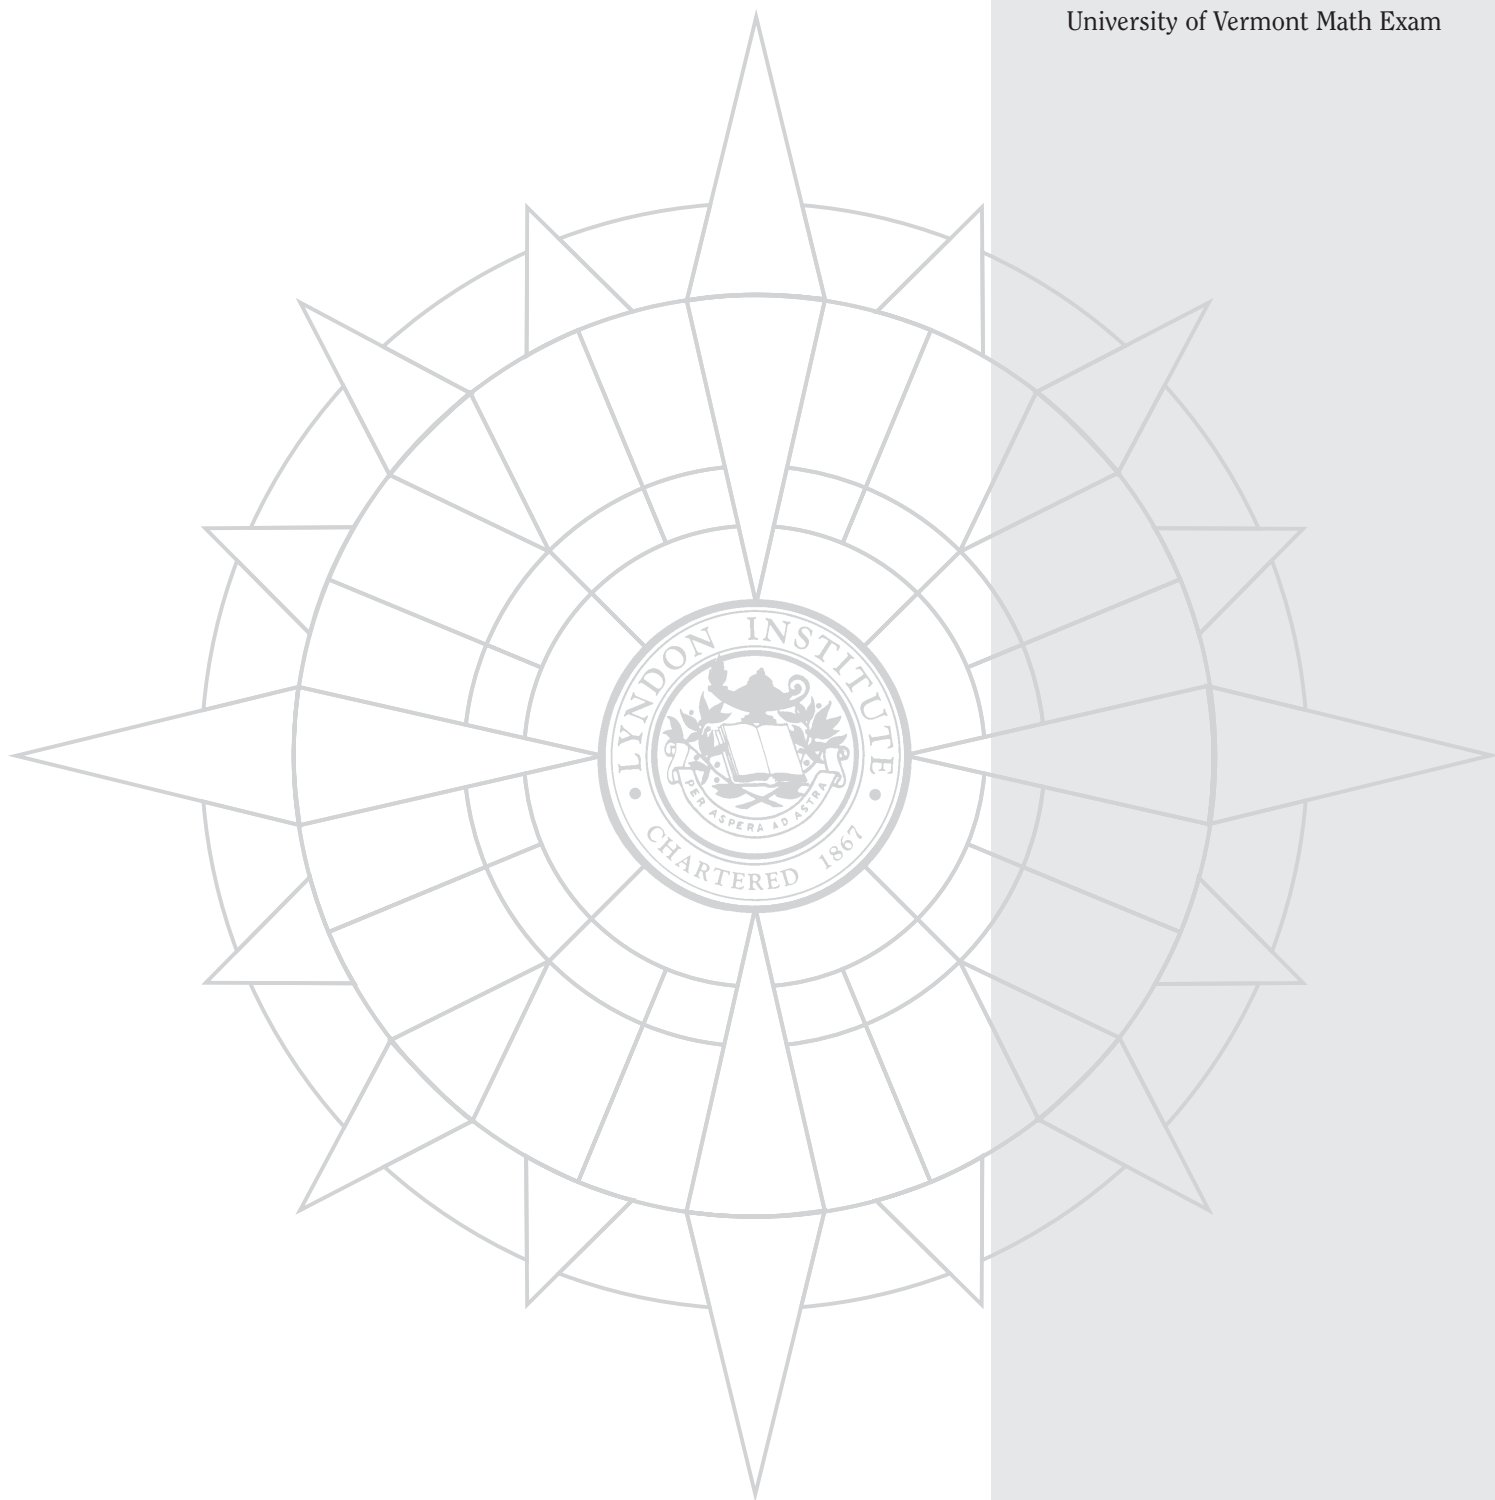 University of Vermont Math Exam
LYNDON INSTITUTE
PER ASPERA AD ASTRA
CHARTERED 1867